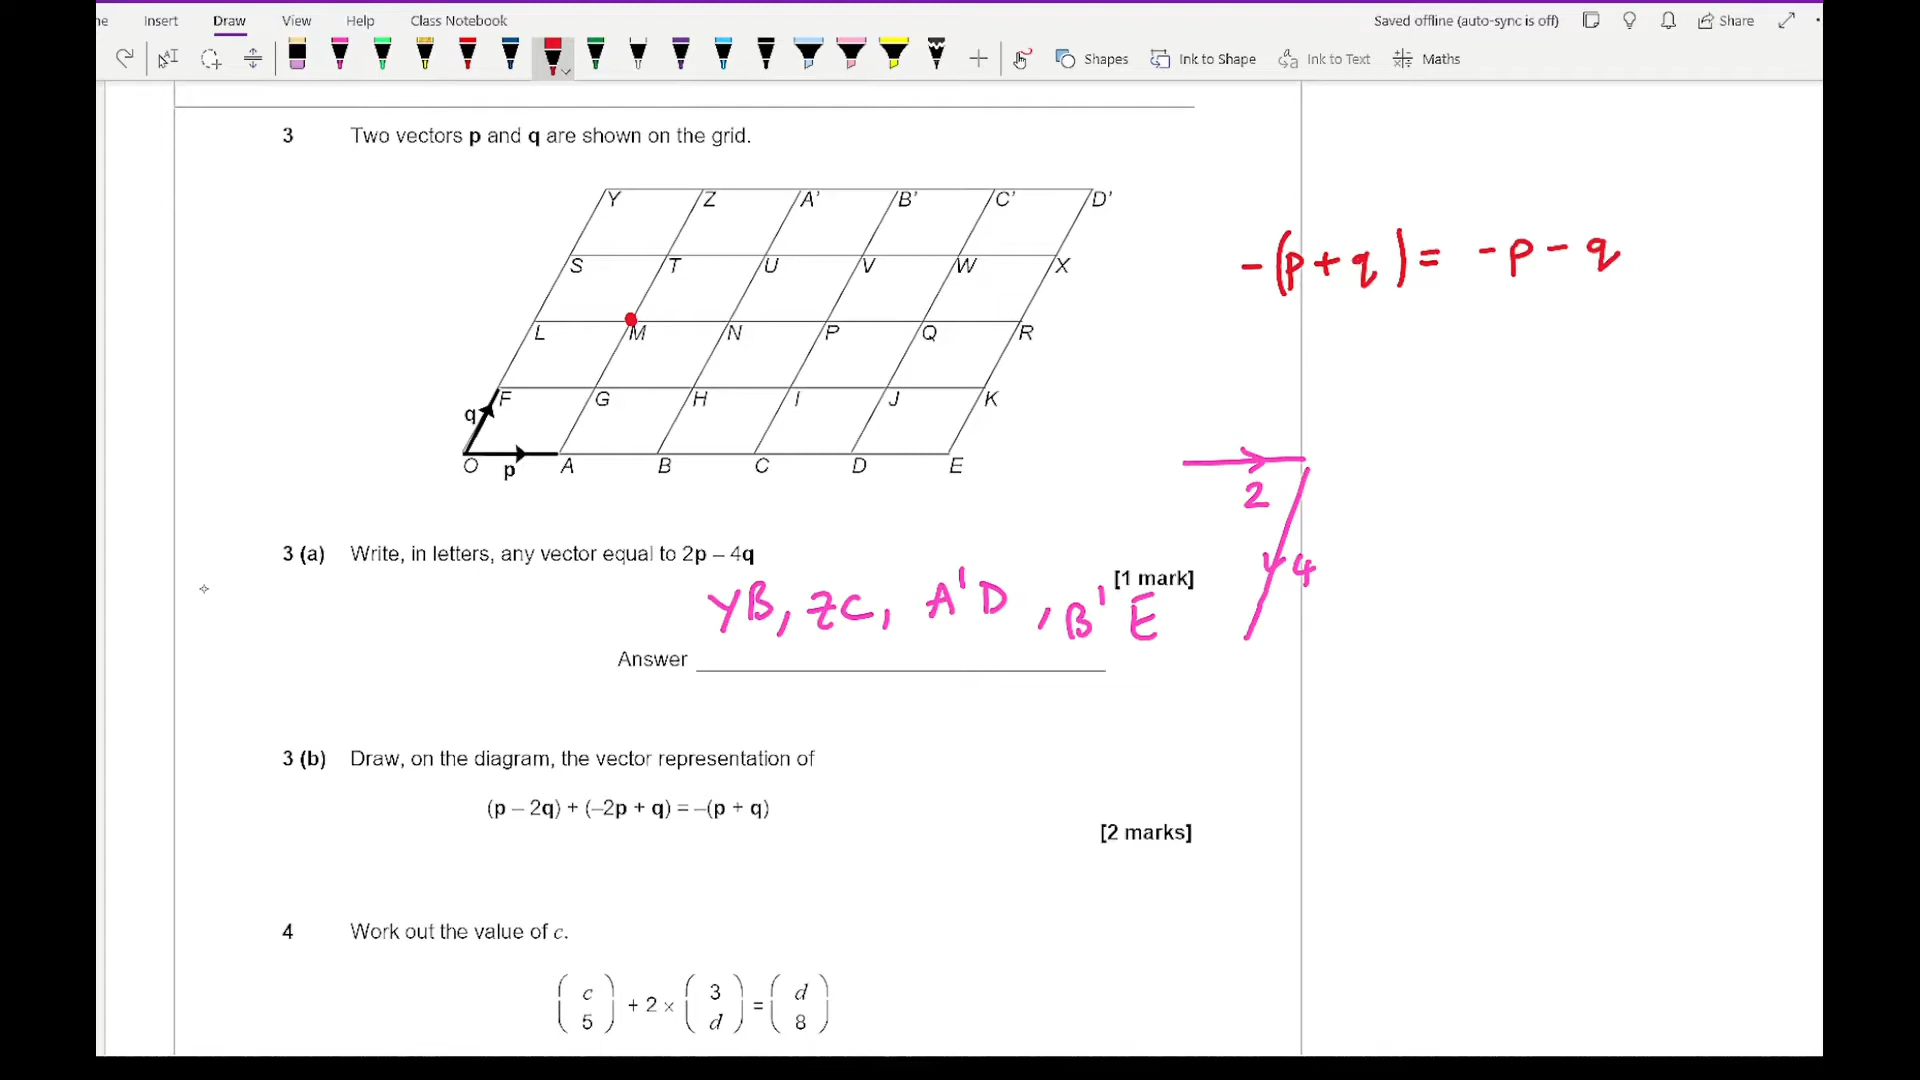 ne Insert Draw View Help Class Notebook Saved offline (auto-sync is off) Share
Shapes Ink to Shape Ink to Text Maths
3 Two vectors p and q are shown on the grid.
Y Z A' B' C' D'
-(p+q) = -p-q
S T U V W X
L M N P Q R
F G H I J K
q
O p A B C D E
2
3 (a) Write, in letters, any vector equal to 2p – 4q
4
[1 mark]
YB, ZC, A'D, B'E
Answer
3 (b) Draw, on the diagram, the vector representation of
(p – 2q) + (–2p + q) = –(p + q)
[2 marks]
4 Work out the value of c.
(c 5) + 2 × (3 d) = (d 8)